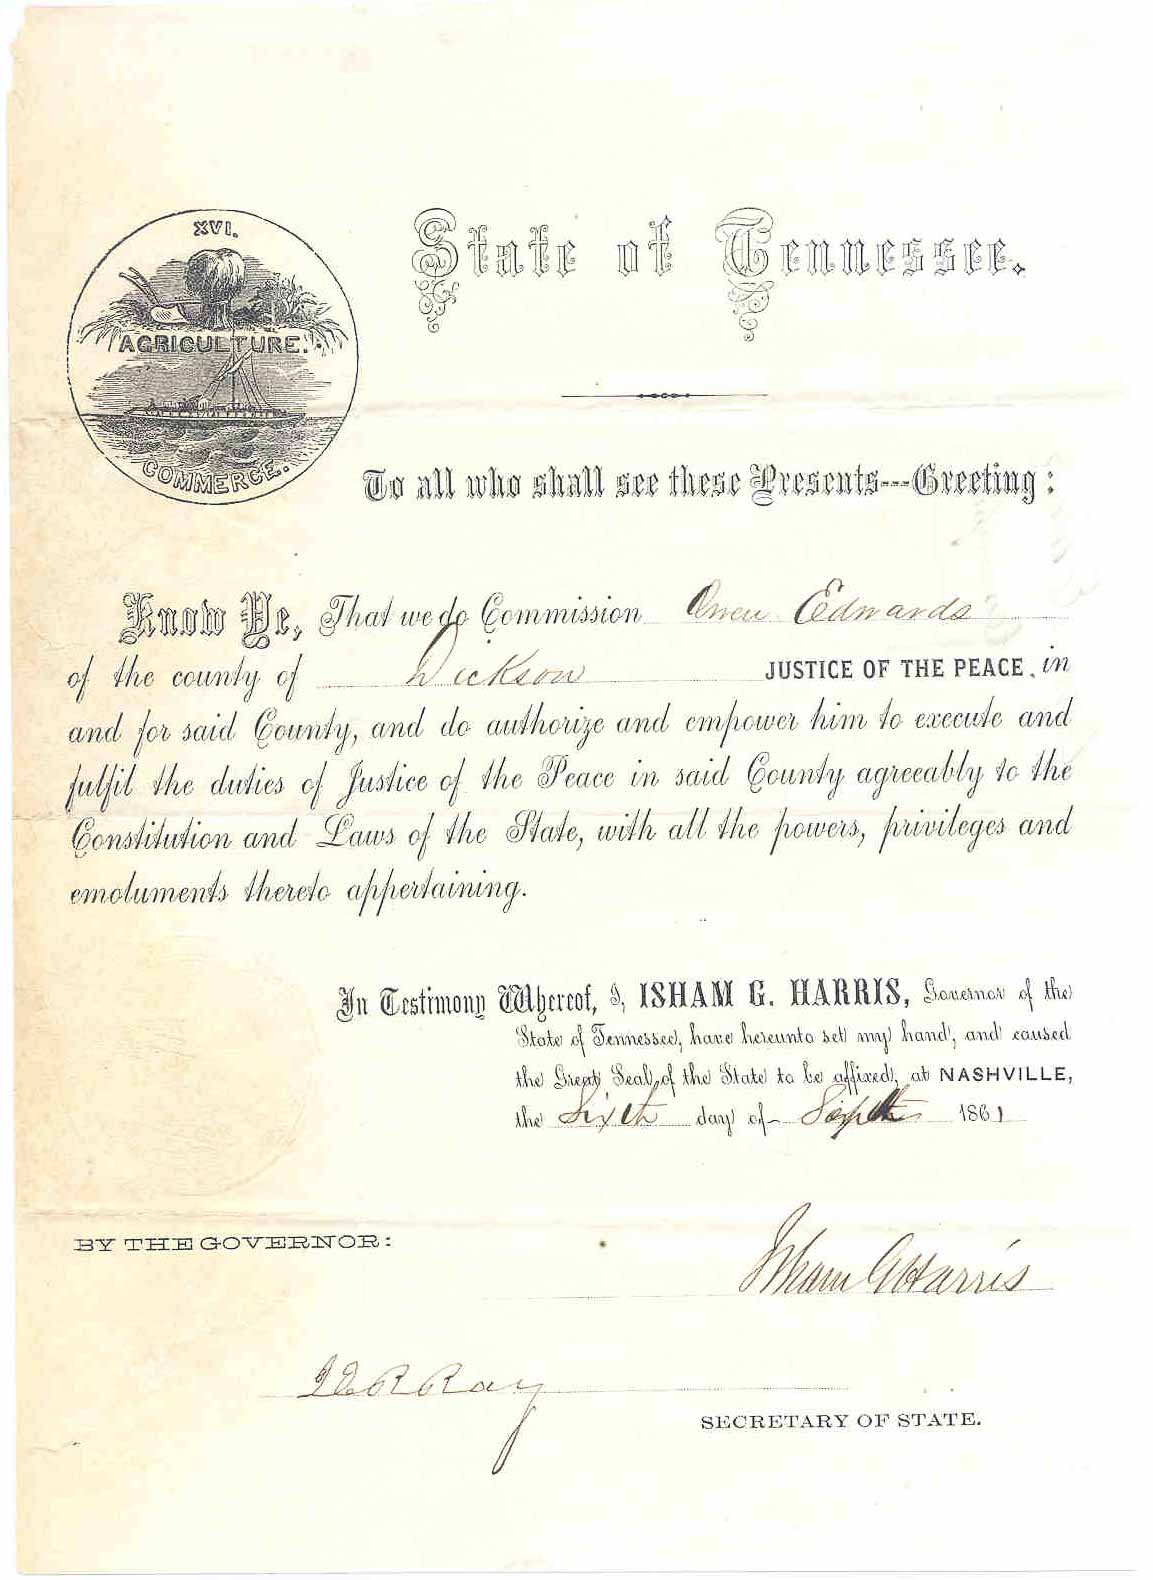 XVI.
AGRICULTURE.
COMMERCE.
State of Tennessee.
To all who shall see these Presents---Greeting:
Know Ye, That we do Commission Owen Edwards
of the county of Dickson JUSTICE OF THE PEACE, in
and for said County, and do authorize and empower him to execute and
fulfil the duties of Justice of the Peace in said County agreeably to the
Constitution and Laws of the State, with all the powers, privileges and
emoluments thereto appertaining.
In Testimony Whereof, I, ISHAM G. HARRIS, Governor of the
State of Tennessee, have hereunto set my hand, and caused
the Great Seal of the State to be affixed, at NASHVILLE,
the Sixth day of 1861
BY THE GOVERNOR:
Isham G Harris
J E R Ray
SECRETARY OF STATE.